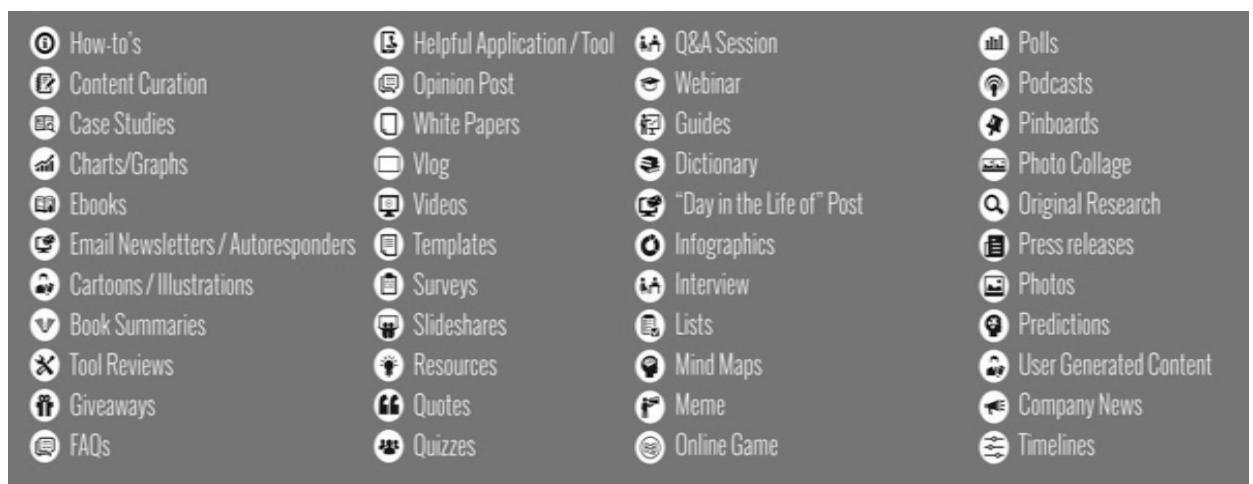 How-to's
Content Curation
Case Studies
Charts/Graphs
Ebooks
Email Newsletters / Autoresponders
Cartoons / Illustrations
Book Summaries
Tool Reviews
Giveaways
FAQs
Helpful Application / Tool
Opinion Post
White Papers
Vlog
Videos
Templates
Surveys
Slideshares
Resources
Quotes
Quizzes
Q&A Session
Webinar
Guides
Dictionary
“Day in the Life of” Post
Infographics
Interview
Lists
Mind Maps
Meme
Online Game
Polls
Podcasts
Pinboards
Photo Collage
Original Research
Press releases
Photos
Predictions
User Generated Content
Company News
Timelines